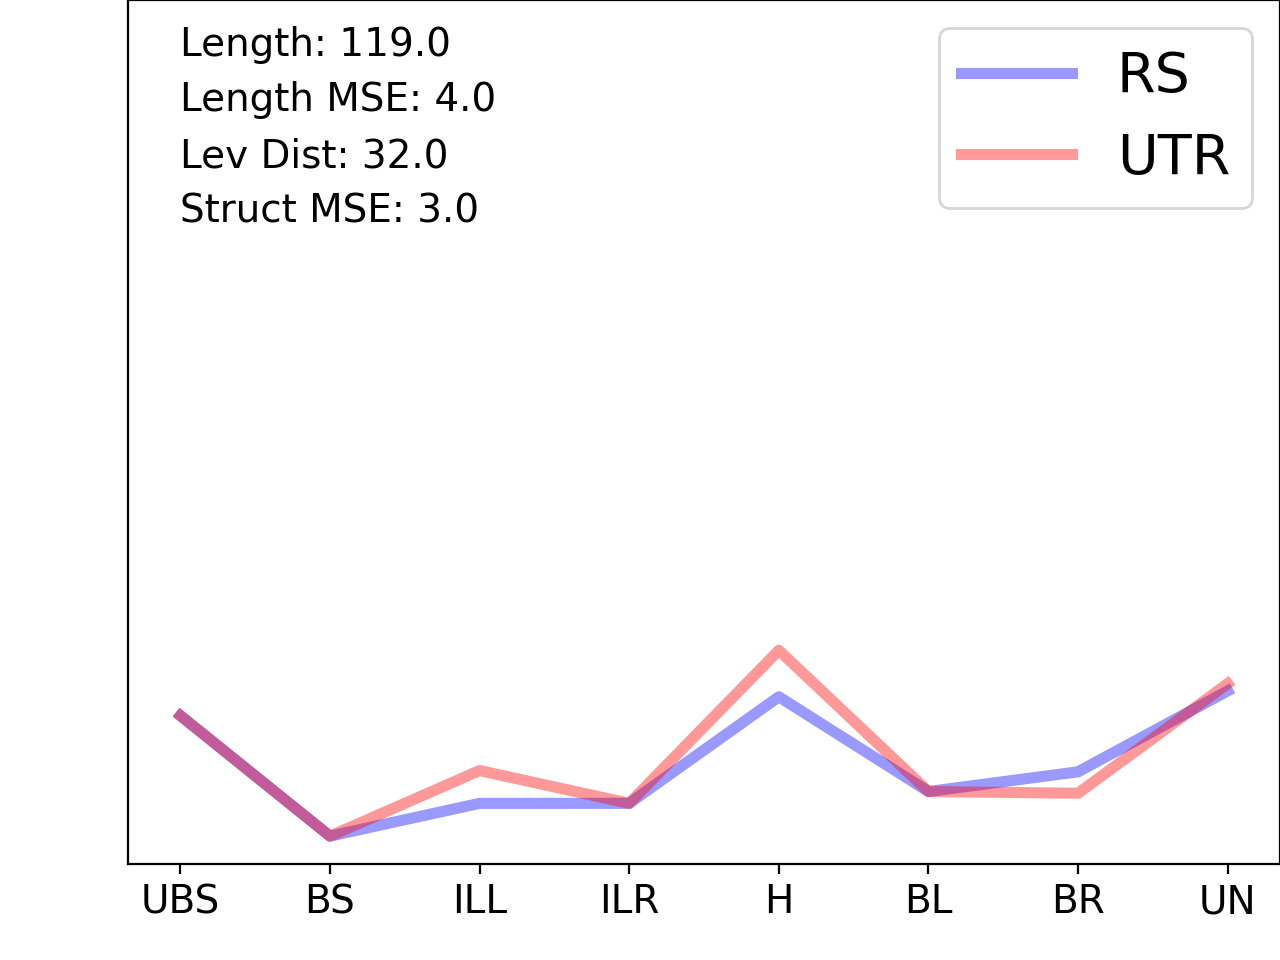 Length: 119.0
Length MSE: 4.0
Lev Dist: 32.0
Struct MSE: 3.0
RS
UTR
UBS BS ILL ILR H BL BR UN